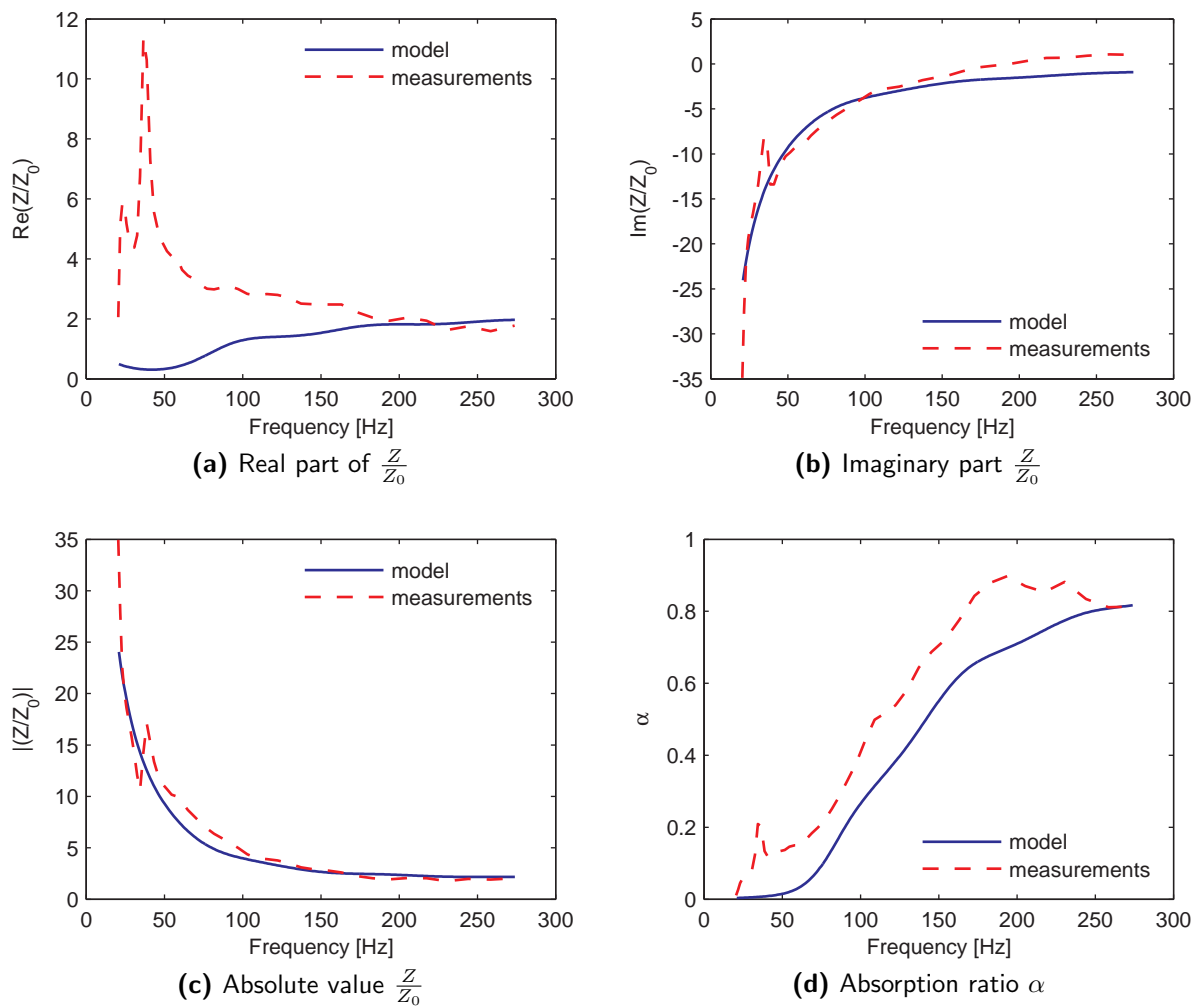 12
10
8
6
4
2
0
Re(Z/Z0)
model
measurements
0 50 100 150 200 250 300
Frequency [Hz]
(a) Real part of Z/Z0
5
0
-5
-10
-15
-20
-25
-30
-35
Im(Z/Z0)
model
measurements
0 50 100 150 200 250 300
Frequency [Hz]
(b) Imaginary part Z/Z0
35
30
25
20
15
10
5
0
|(Z/Z0)|
model
measurements
0 50 100 150 200 250 300
Frequency [Hz]
(c) Absolute value Z/Z0
1
0.8
0.6
0.4
0.2
0
α
model
measurements
0 50 100 150 200 250 300
Frequency [Hz]
(d) Absorption ratio α